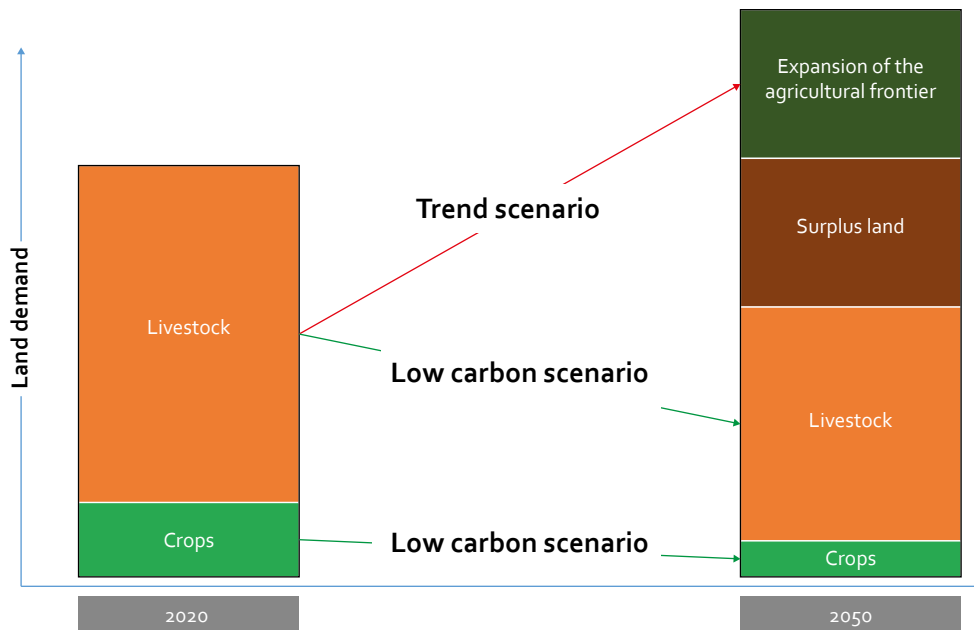 Expansion of the
agricultural frontier
Trend scenario
Surplus land
Land demand
Livestock
Low carbon scenario
Livestock
Crops
Low carbon scenario
Crops
2020
2050